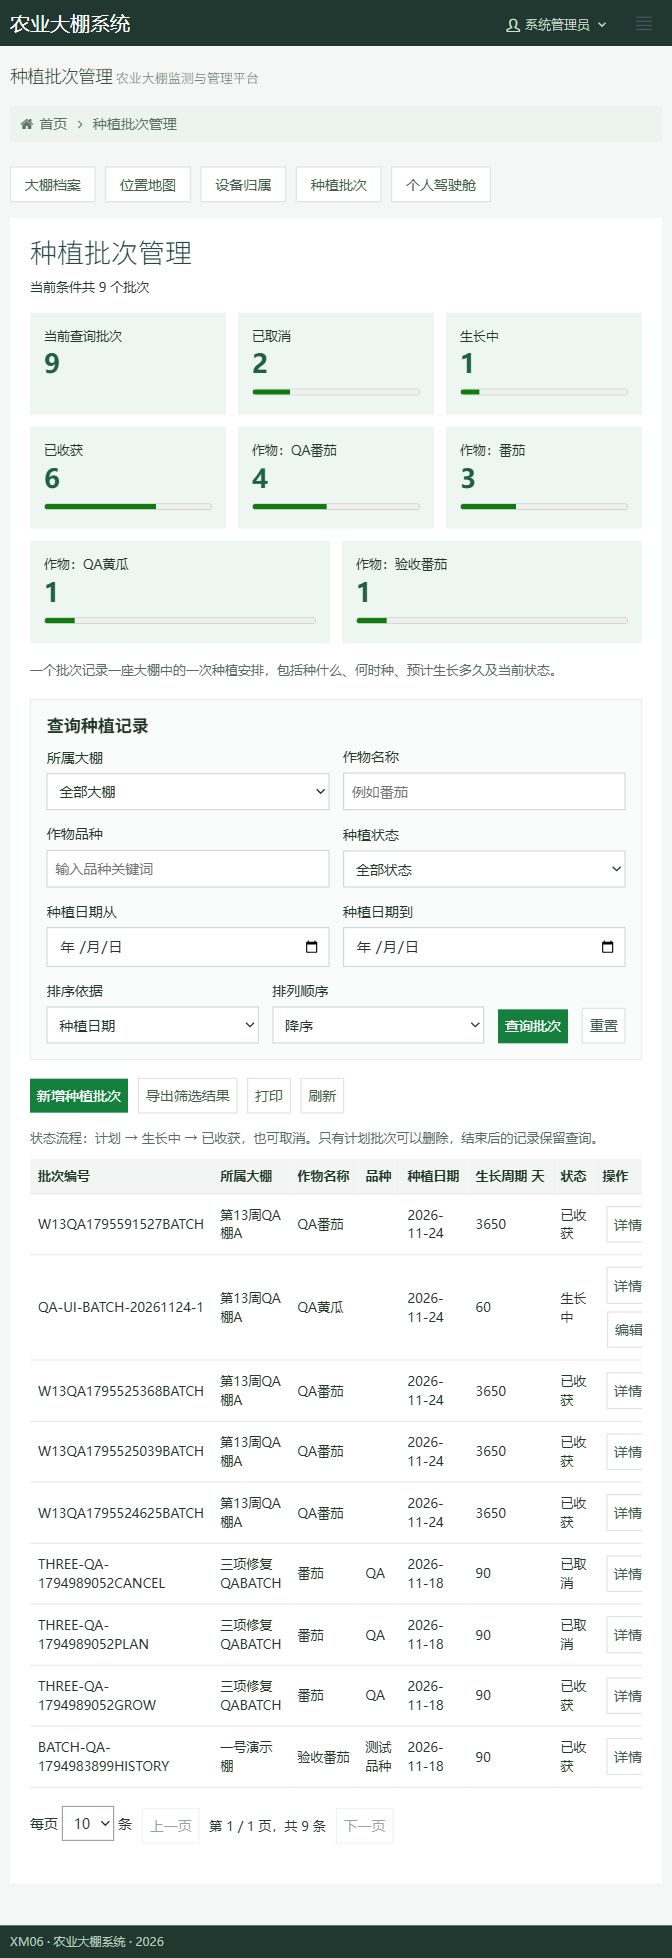 农业大棚系统
系统管理员
种植批次管理 农业大棚监测与管理平台
首页 > 种植批次管理
大棚档案 位置地图 设备归属 种植批次 个人驾驶舱
种植批次管理
当前条件共 9 个批次
当前查询批次 已取消 生长中
9 2 1
已收获 作物：QA番茄 作物：番茄
6 4 3
作物：QA黄瓜 作物：验收番茄
1 1
一个批次记录一座大棚中的一次种植安排，包括种什么、何时种、预计生长多久及当前状态。
查询种植记录
所属大棚 作物名称
全部大棚 例如番茄
作物品种 种植状态
输入品种关键词 全部状态
种植日期从 种植日期到
年 /月/日 年 /月/日
排序依据 排列顺序
种植日期 降序 查询批次 重置
新增种植批次 导出筛选结果 打印 刷新
状态流程：计划 → 生长中 → 已收获，也可取消。只有计划批次可以删除，结束后的记录保留查询。
批次编号 所属大棚 作物名称 品种 种植日期 生长周期 天 状态 操作
W13QA1795591527BATCH 第13周QA棚A QA番茄 2026-11-24 3650 已收获 详情
QA-UI-BATCH-20261124-1 第13周QA棚A QA黄瓜 2026-11-24 60 生长中 详情 编辑
W13QA1795525368BATCH 第13周QA棚A QA番茄 2026-11-24 3650 已收获 详情
W13QA1795525039BATCH 第13周QA棚A QA番茄 2026-11-24 3650 已收获 详情
W13QA1795524625BATCH 第13周QA棚A QA番茄 2026-11-24 3650 已收获 详情
THREE-QA-1794989052CANCEL 三项修复QABATCH 番茄 QA 2026-11-18 90 已取消 详情
THREE-QA-1794989052PLAN 三项修复QABATCH 番茄 QA 2026-11-18 90 已取消 详情
THREE-QA-1794989052GROW 三项修复QABATCH 番茄 QA 2026-11-18 90 已收获 详情
BATCH-QA-1794983899HISTORY 一号演示棚 验收番茄 测试品种 2026-11-18 90 已收获 详情
每页 10 条 上一页 第 1 / 1 页，共 9 条 下一页
XM06 · 农业大棚系统 · 2026